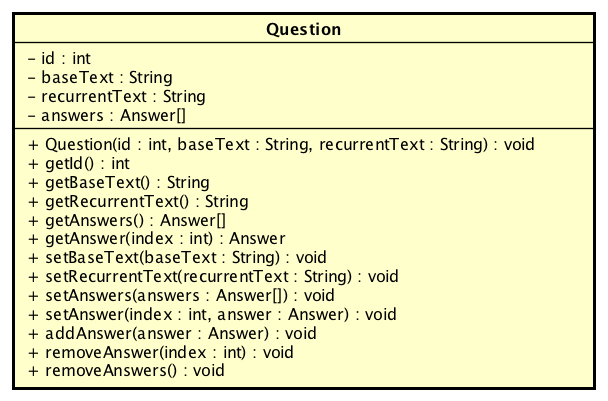 Question
- id : int
- baseText : String
- recurrentText : String
- answers : Answer[]
+ Question(id : int, baseText : String, recurrentText : String) : void
+ getId() : int
+ getBaseText() : String
+ getRecurrentText() : String
+ getAnswers() : Answer[]
+ getAnswer(index : int) : Answer
+ setBaseText(baseText : String) : void
+ setRecurrentText(recurrentText : String) : void
+ setAnswers(answers : Answer[]) : void
+ setAnswer(index : int, answer : Answer) : void
+ addAnswer(answer : Answer) : void
+ removeAnswer(index : int) : void
+ removeAnswers() : void